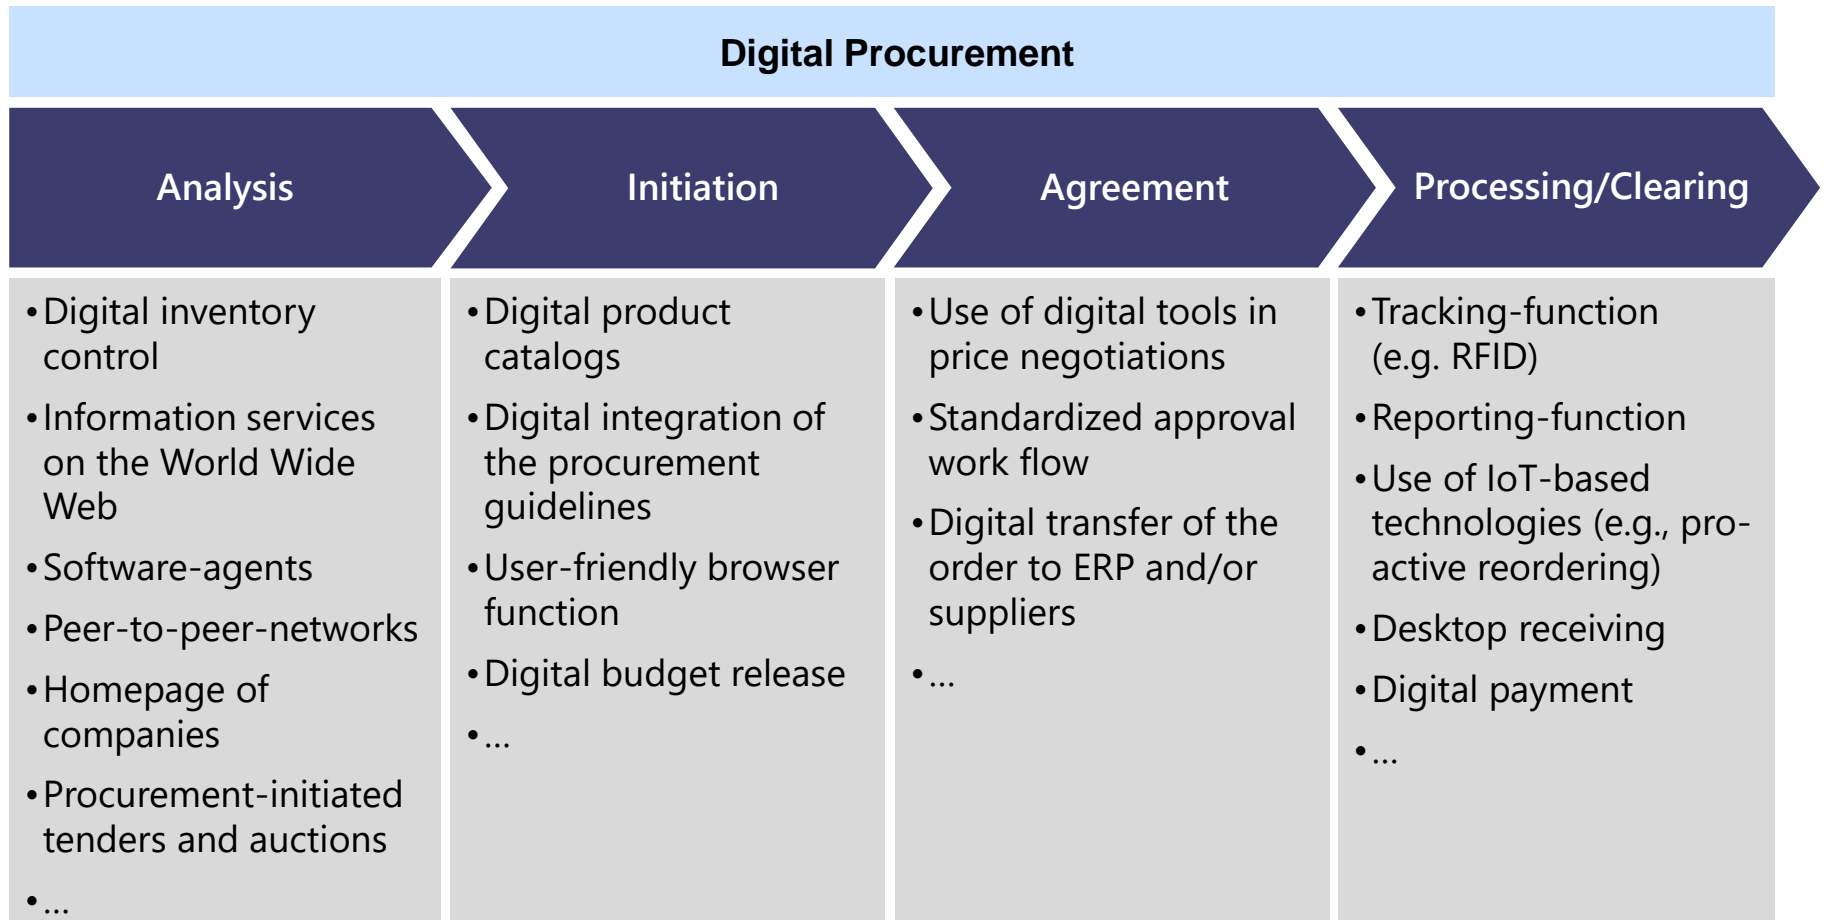 Digital Procurement
Analysis
Initiation
Agreement
Processing/Clearing
•Digital inventory
control
•Information services
on the World Wide
Web
•Software-agents
•Peer-to-peer-networks
•Homepage of
companies
•Procurement-initiated
tenders and auctions
•...
•Digital product
catalogs
•Digital integration of
the procurement
guidelines
•User-friendly browser
function
•Digital budget release
•...
•Use of digital tools in
price negotiations
•Standardized approval
work flow
•Digital transfer of the
order to ERP and/or
suppliers
•...
•Tracking-function
(e.g. RFID)
•Reporting-function
•Use of IoT-based
technologies (e.g., pro-
active reordering)
•Desktop receiving
•Digital payment
•...